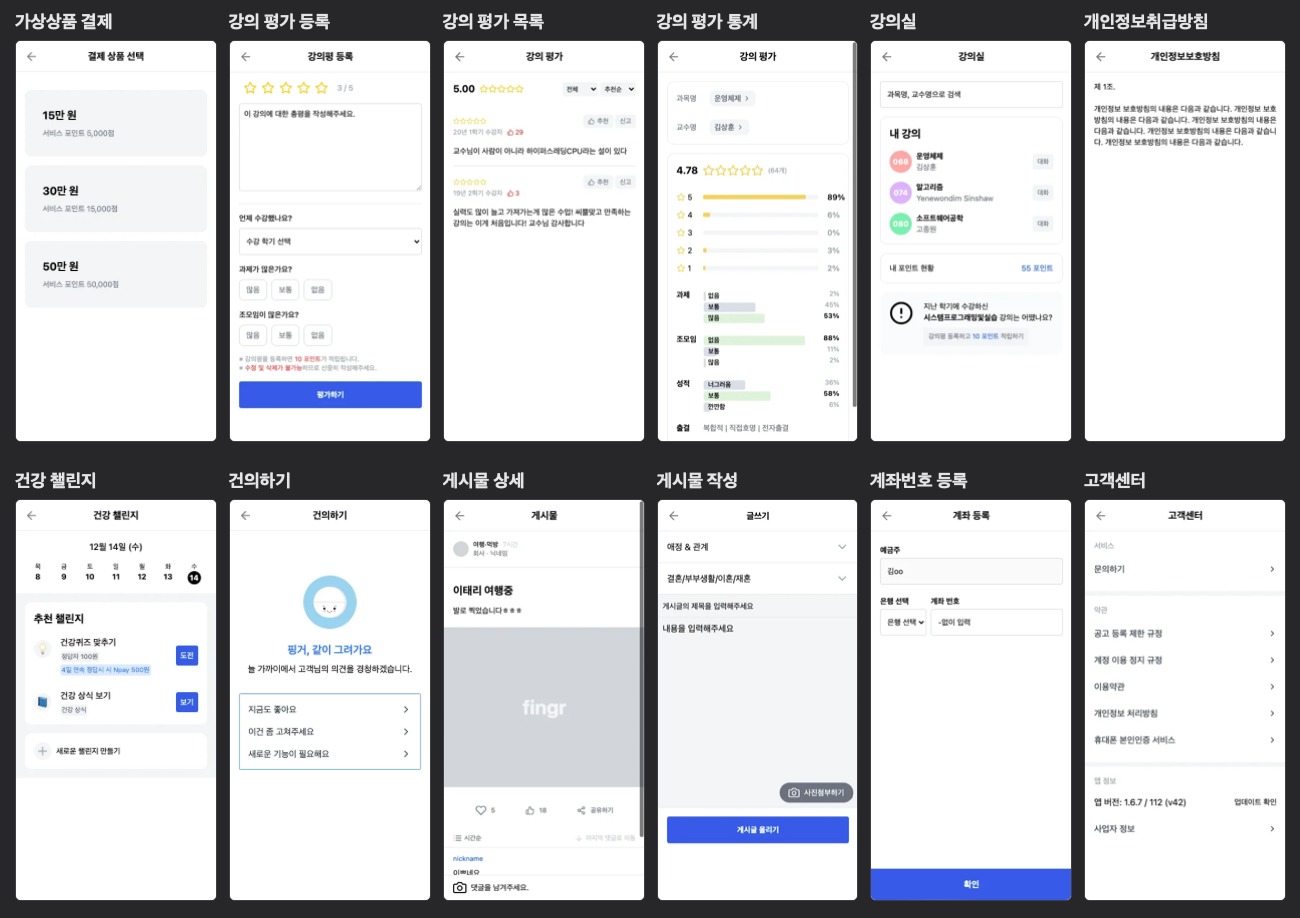 가상상품 결제
결제 상품 선택
15만 원
서비스 포인트 5,000점
30만 원
서비스 포인트 15,000점
50만 원
서비스 포인트 50,000점
강의 평가 등록
강의평 등록
3 / 5
이 강의에 대한 총평을 작성해주세요.
언제 수강했나요?
수강 학기 선택
과제가 많은가요?
많음 보통 없음
조모임이 많은가요?
많음 보통 없음
※ 강의평을 등록하면 10 포인트가 적립됩니다.
※ 수정 및 삭제가 불가능하므로 신중히 작성해주세요.
평가하기
강의 평가 목록
강의 평가
5.00 전체 추천순
추천 신고
20년 1학기 수강자 29
교수님이 사람이 아니라 하이퍼스레딩CPU라는 설이 있다
추천 신고
19년 2학기 수강자 3
실력도 많이 늘고 가져가는게 많은 수업! 씨뿔맞고 만족하는
강의는 이게 처음입니다! 교수님 감사합니다
강의 평가 통계
강의 평가
과목명 운영체제
교수명 김상훈
4.78 (64개)
5 89%
4 6%
3 0%
2 3%
1 2%
과제 없음 2%
보통 45%
많음 53%
조모임 없음 88%
보통 11%
많음 2%
성적 너그러움 36%
보통 58%
깐깐함 6%
출결 복합적 | 직접호명 | 전자출결
강의실
강의실
과목명, 교수명으로 검색
내 강의
068 운영체제 대화
김상훈
074 알고리즘 대화
Yenewondim Sinshaw
080 소프트웨어공학 대화
고종원
내 포인트 현황 55 포인트
지난 학기에 수강하신
시스템프로그래밍및실습 강의는 어땠나요?
강의평 등록하고 10 포인트 적립하기
개인정보취급방침
개인정보보호방침
제 1조.
개인정보 보호방침의 내용은 다음과 같습니다. 개인정보 보호
방침의 내용은 다음과 같습니다. 개인정보 보호방침의 내용은
다음과 같습니다. 개인정보 보호방침의 내용은 다음과 같습니
다. 개인정보 보호방침의 내용은 다음과 같습니다.
건강 챌린지
건강 챌린지
12월 14일 (수)
목 금 토 일 월 화 수
8 9 10 11 12 13 14
추천 챌린지
건강퀴즈 맞추기
정답자 100원
4일 연속 정답시 시 Npay 500원
도전
건강 상식 보기
건강 상식
보기
새로운 챌린지 만들기
건의하기
건의하기
핑거, 같이 그려가요
늘 가까이에서 고객님의 의견을 경청하겠습니다.
지금도 좋아요
이건 좀 고쳐주세요
새로운 기능이 필요해요
게시물 상세
게시물
여행·먹방 7시간
회사 · 닉네임
이태리 여행중
발로 찍었습니다ㅎㅎㅎ
fingr
5 18 공유하기
시간순
nickname
이쁘네요
댓글을 남겨주세요.
게시물 작성
글쓰기
애정 & 관계
결혼/부부생활/이혼/재혼
게시글의 제목을 입력해주세요
내용을 입력해주세요
사진첨부하기
게시글 올리기
계좌번호 등록
계좌 등록
예금주
김oo
은행 선택 계좌 번호
은행 선택 -없이 입력
확인
고객센터
고객센터
서비스
문의하기
약관
공고 등록 제한 규정
계정 이용 정지 규정
이용약관
개인정보 처리방침
휴대폰 본인인증 서비스
앱 정보
앱 버전: 1.6.7 / 112 (v42) 업데이트 확인
사업자 정보